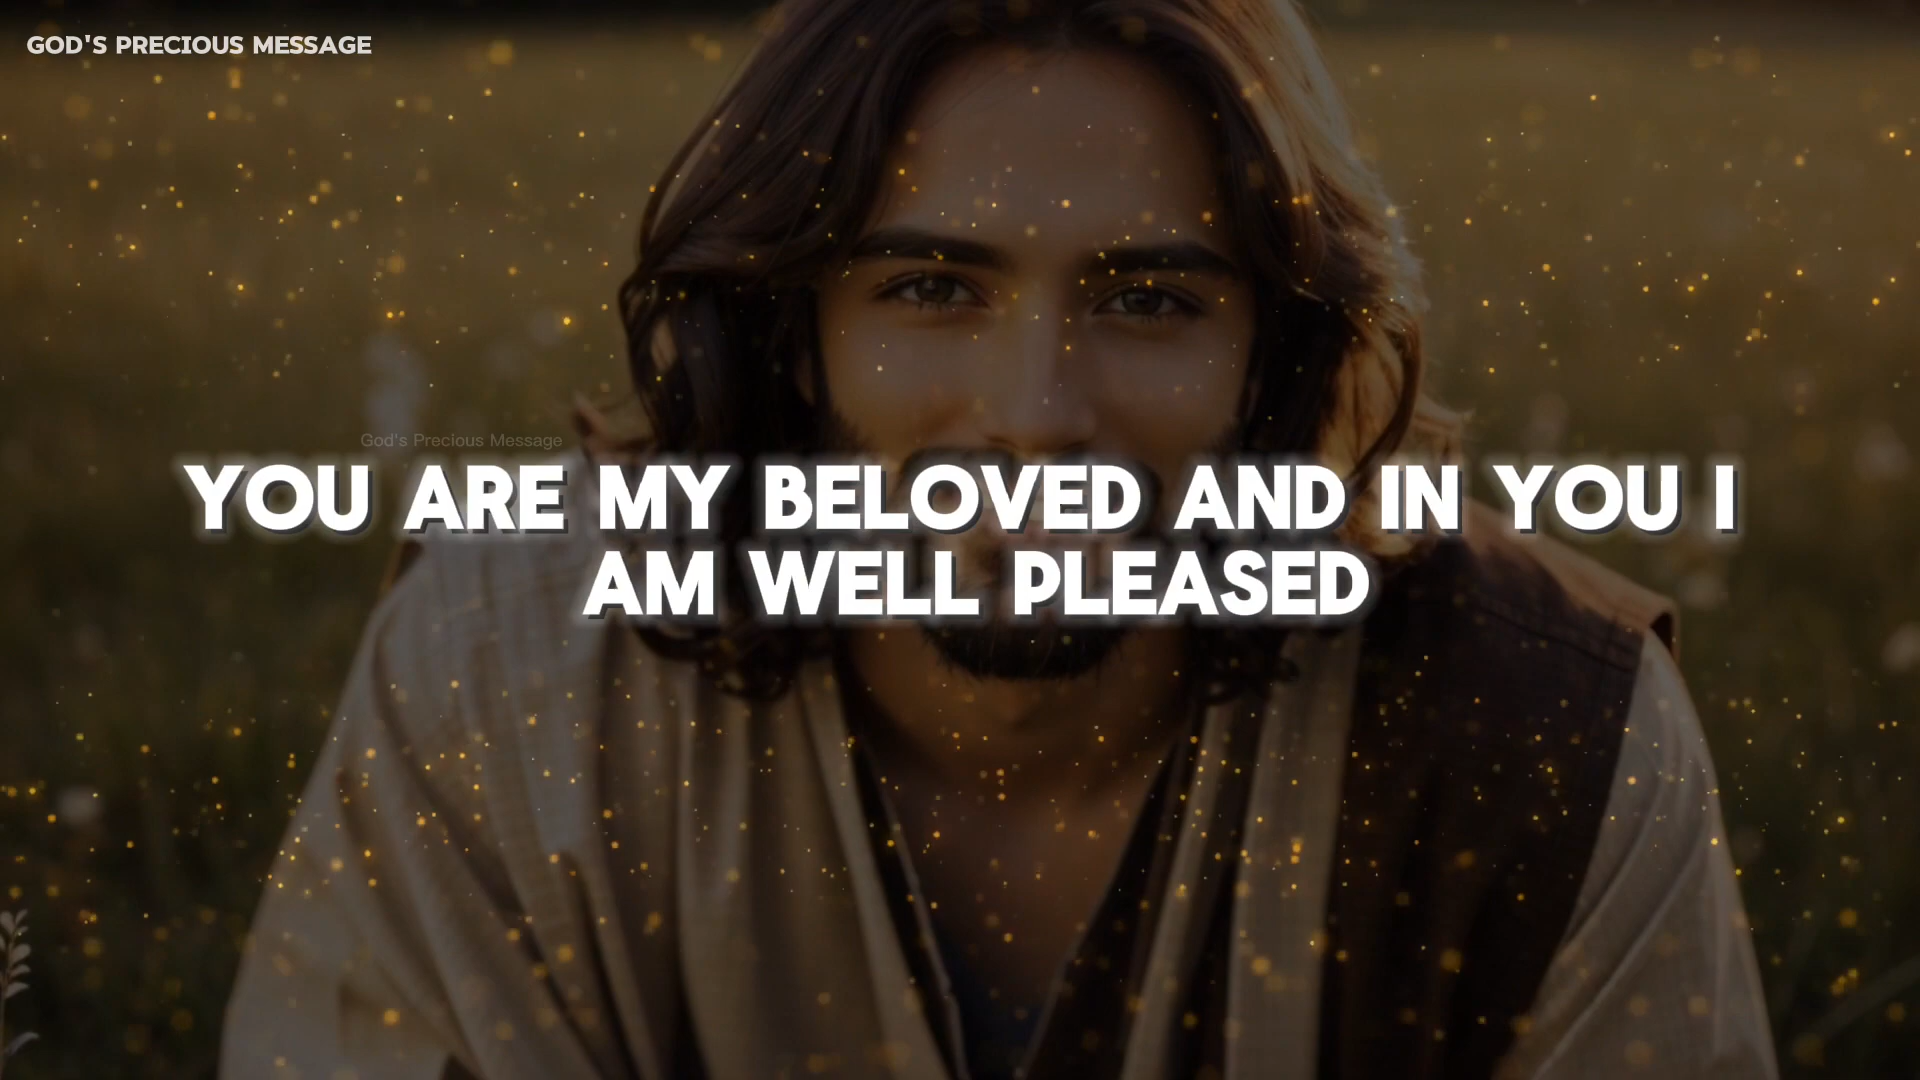 GOD'S PRECIOUS MESSAGE
God's Precious Message
YOU ARE MY BELOVED AND IN YOU I
AM WELL PLEASED